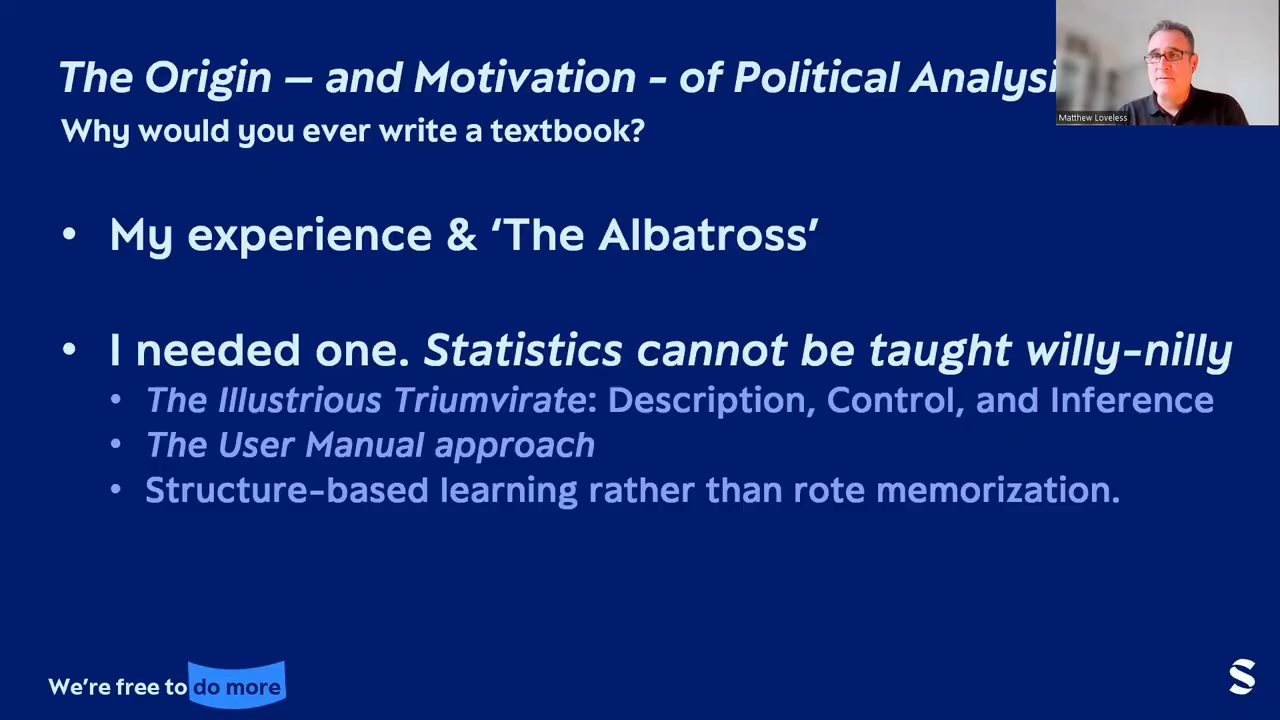 The Origin – and Motivation - of Political Analysi
Why would you ever write a textbook?
Matthew Loveless
• My experience & ‘The Albatross’
• I needed one. Statistics cannot be taught willy-nilly
• The Illustrious Triumvirate: Description, Control, and Inference
• The User Manual approach
• Structure-based learning rather than rote memorization.
We’re free to do more
S